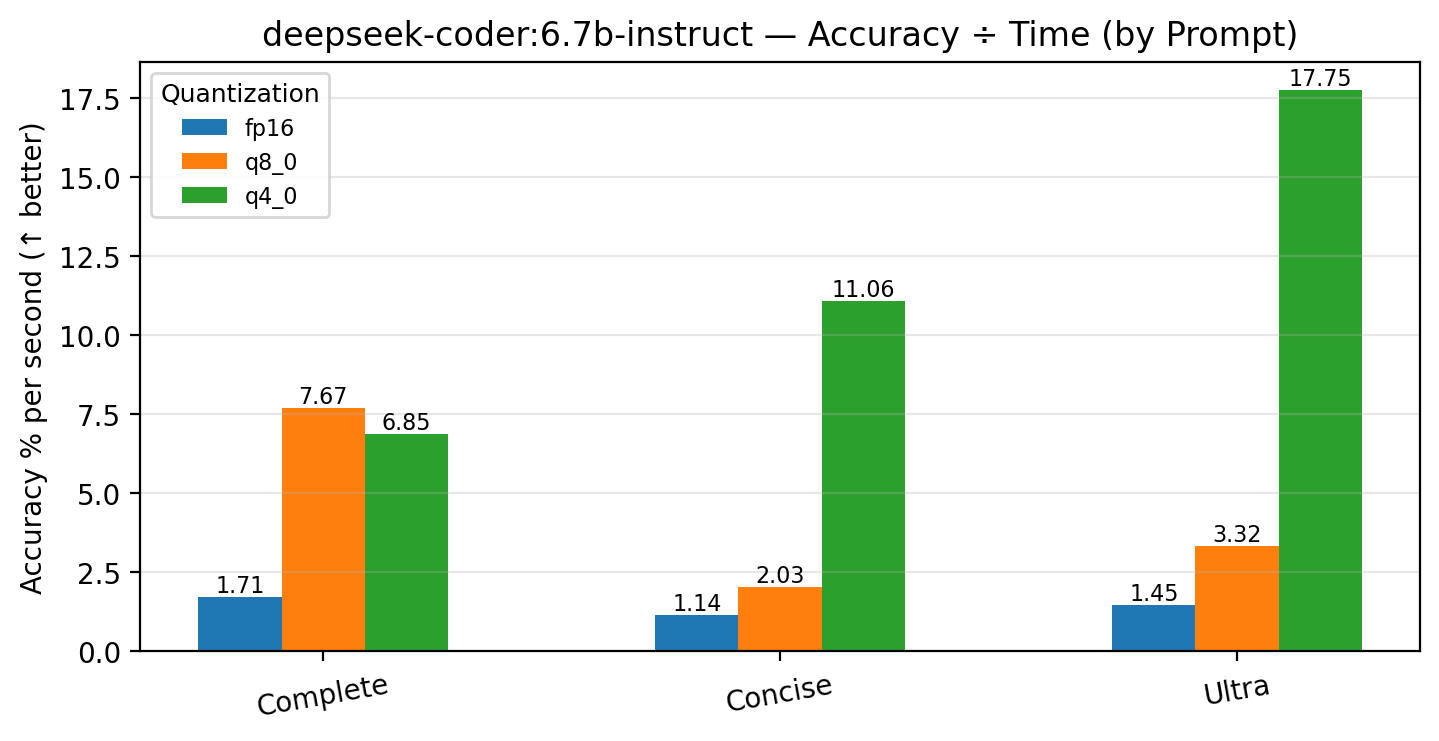 deepseek-coder:6.7b-instruct — Accuracy ÷ Time (by Prompt)
Accuracy % per second (↑ better)
17.5
15.0
12.5
10.0
7.5
5.0
2.5
0.0
Quantization
fp16
q8_0
q4_0
1.71
7.67
6.85
1.14
2.03
11.06
1.45
3.32
17.75
Complete
Concise
Ultra